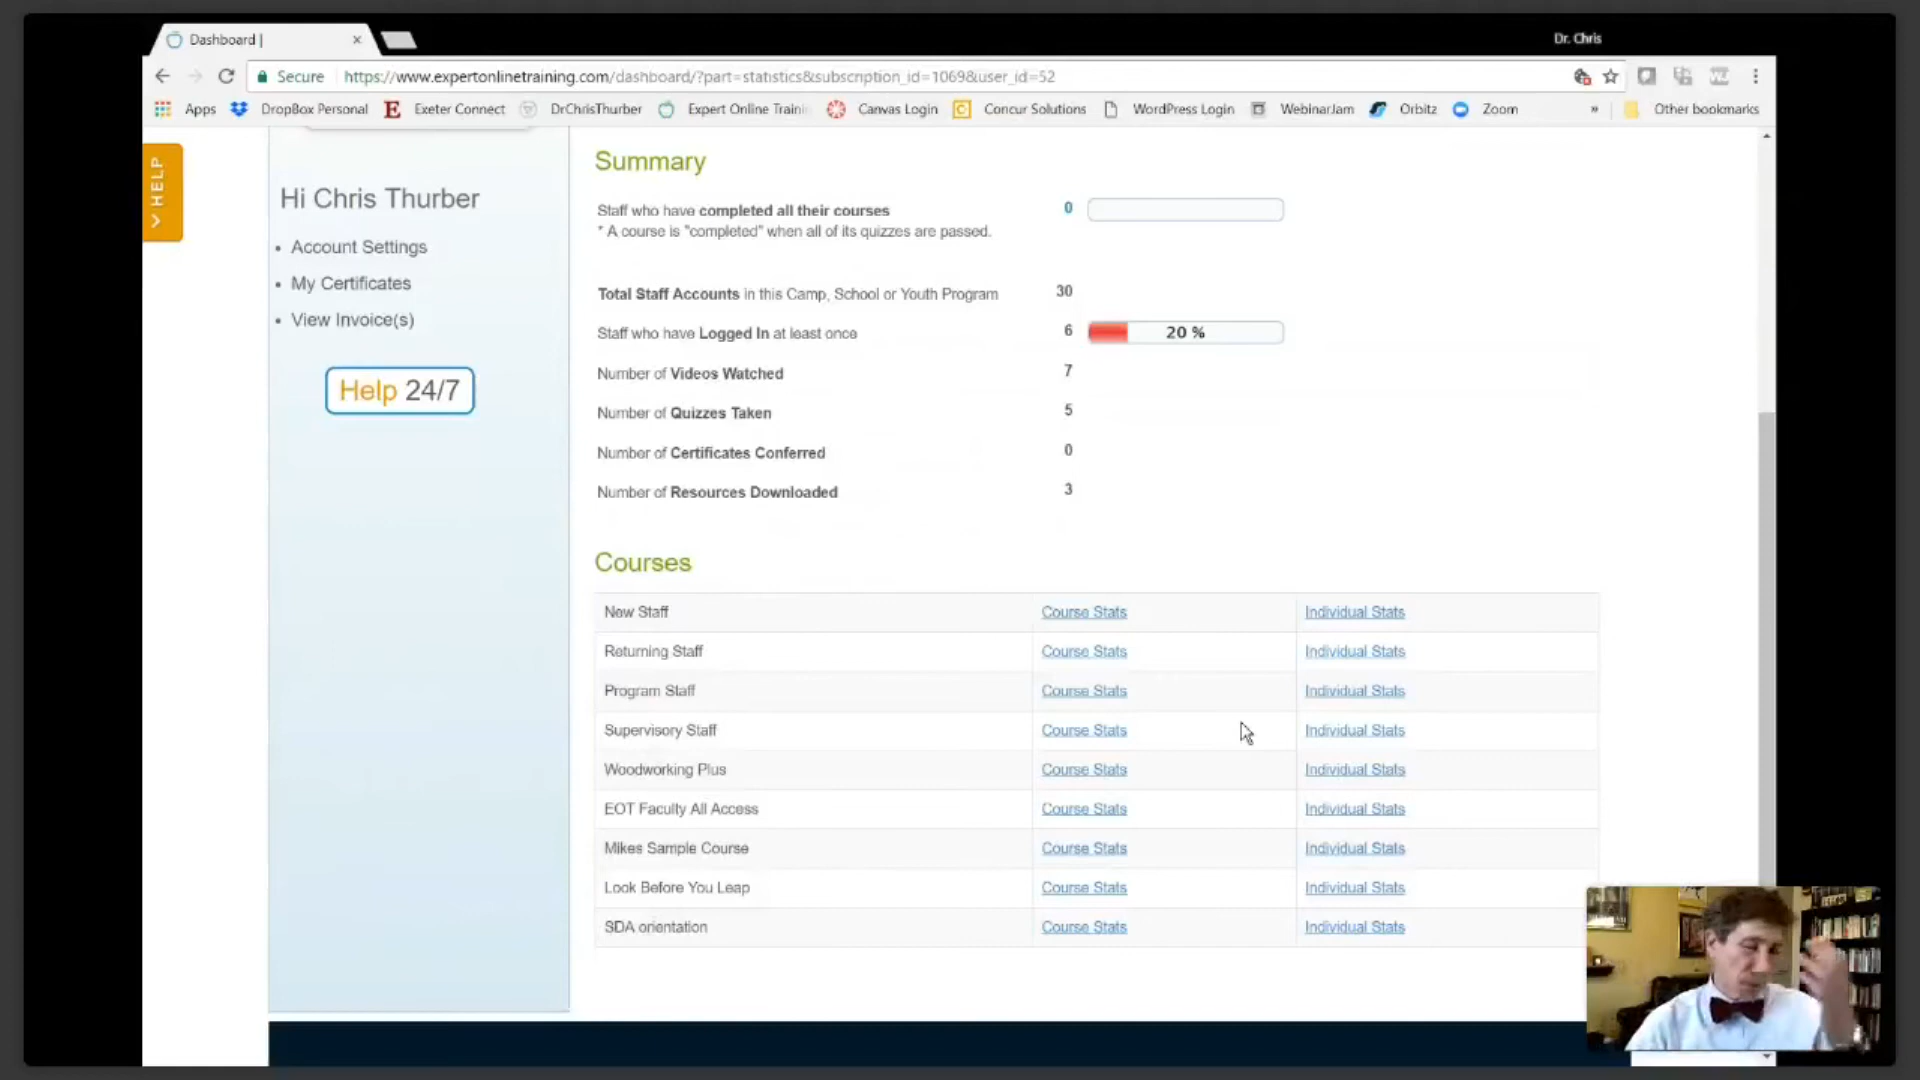 Dashboard |
Dr. Chris
Secure https://www.expertonlinetraining.com/dashboard/?part=statistics&subscription_id=1069&user_id=52
Apps DropBox Personal Exeter Connect DrChrisThurber Expert Online Trainin Canvas Login Concur Solutions WordPress Login WebinarJam Orbitz Zoom » Other bookmarks
HELP
Hi Chris Thurber
• Account Settings
• My Certificates
• View Invoice(s)
Help 24/7
Summary
Staff who have completed all their courses 0
* A course is "completed" when all of its quizzes are passed.
Total Staff Accounts in this Camp, School or Youth Program 30
Staff who have Logged In at least once 6 20 %
Number of Videos Watched 7
Number of Quizzes Taken 5
Number of Certificates Conferred 0
Number of Resources Downloaded 3
Courses
New Staff Course Stats Individual Stats
Returning Staff Course Stats Individual Stats
Program Staff Course Stats Individual Stats
Supervisory Staff Course Stats Individual Stats
Woodworking Plus Course Stats Individual Stats
EOT Faculty All Access Course Stats Individual Stats
Mikes Sample Course Course Stats Individual Stats
Look Before You Leap Course Stats Individual Stats
SDA orientation Course Stats Individual Stats